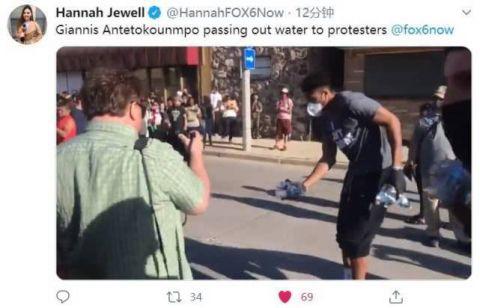 Hannah Jewell @HannahFOX6Now · 12分钟
Giannis Antetokounmpo passing out water to protesters @fox6now
34
69